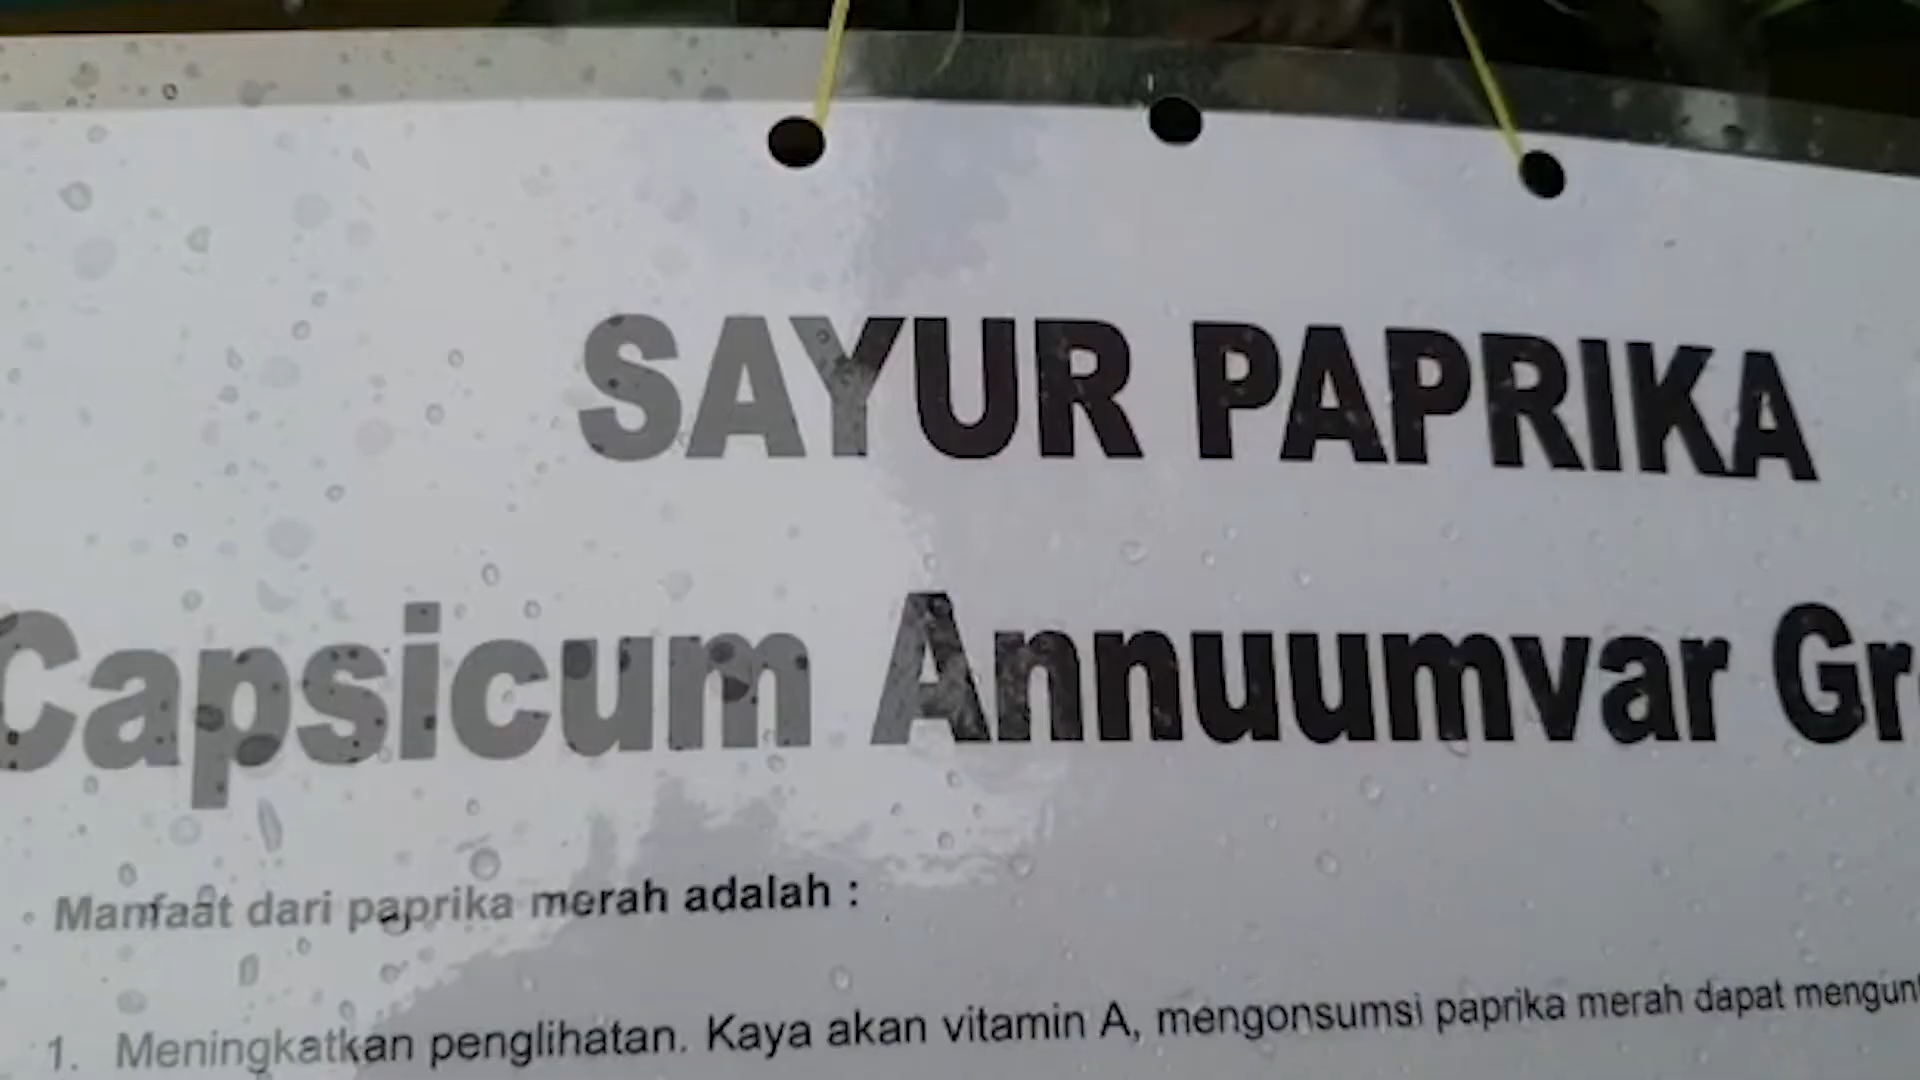 SAYUR PAPRIKA
Capsicum Annuumvar
Manfaat dari paprika merah adalah :
1. Meningkatkan penglihatan. Kaya akan vitamin A, mengonsumsi paprika merah dapat